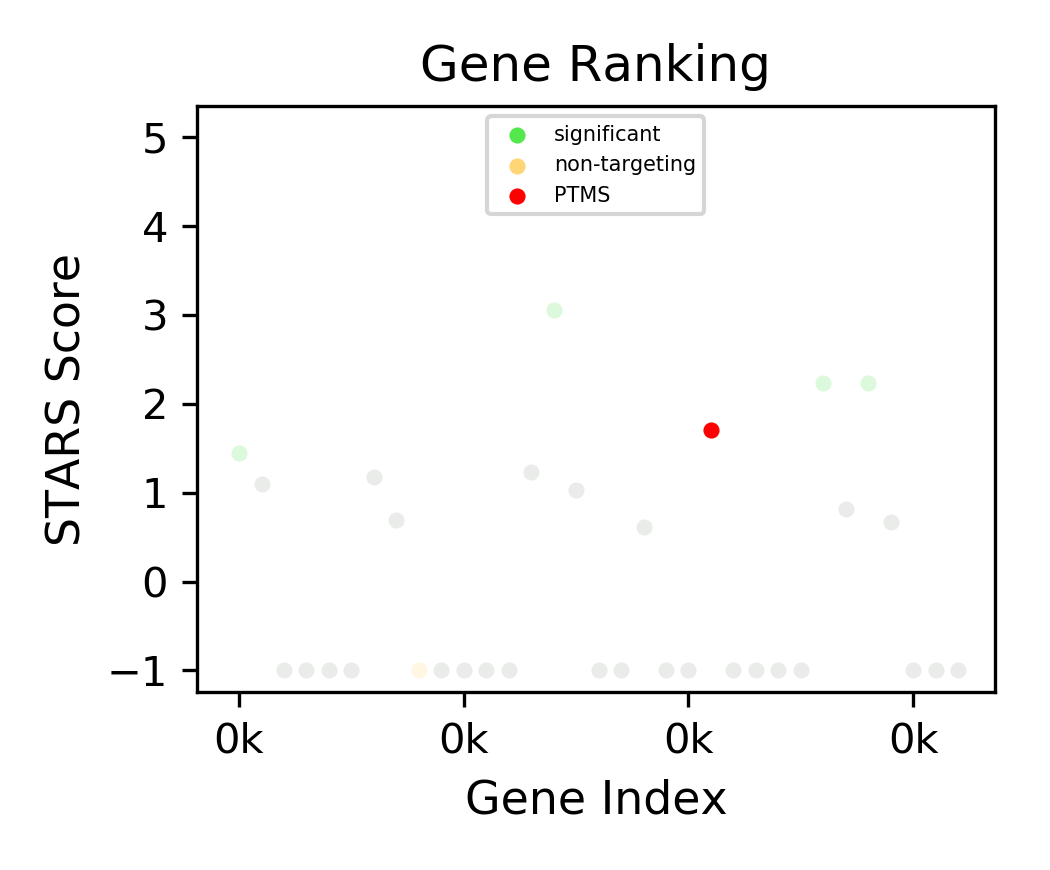 Gene Ranking
significant
non-targeting
PTMS
5
4
3
2
1
0
−1
STARS Score
0k 0k 0k 0k
Gene Index